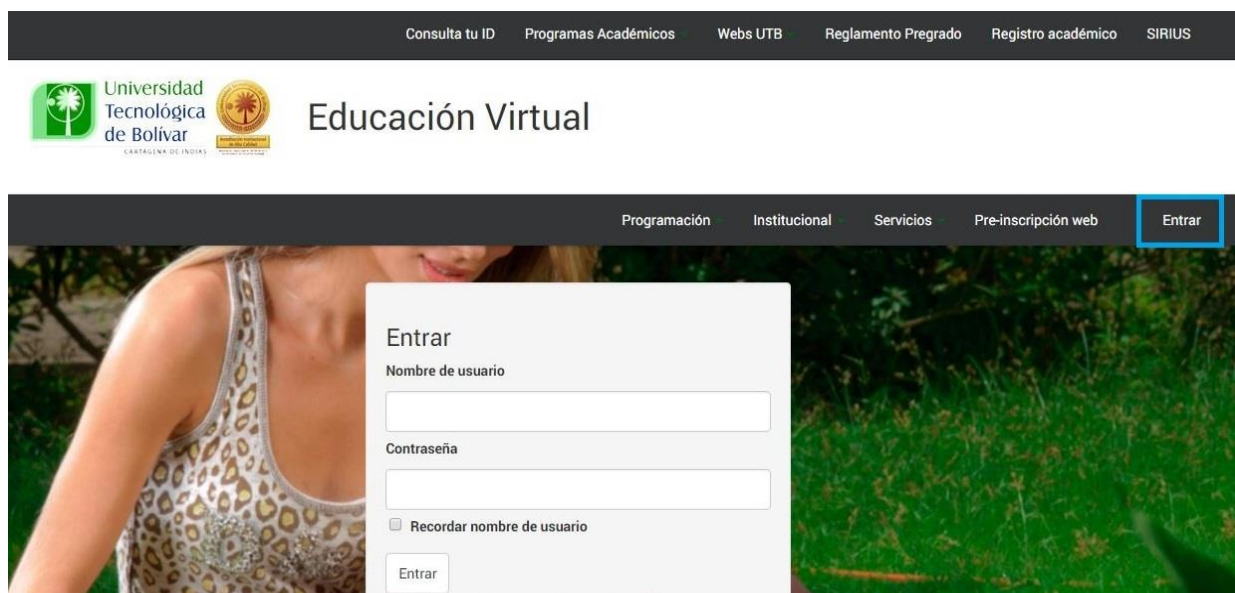 Consulta tu ID Programas Académicos Webs UTB Reglamento Pregrado Registro académico SIRIUS
Universidad
Tecnológica
de Bolívar
CARTAGENA DE INDIAS
Educación Virtual
Programación Institucional Servicios Pre-inscripción web Entrar
Entrar
Nombre de usuario
Contraseña
Recordar nombre de usuario
Entrar